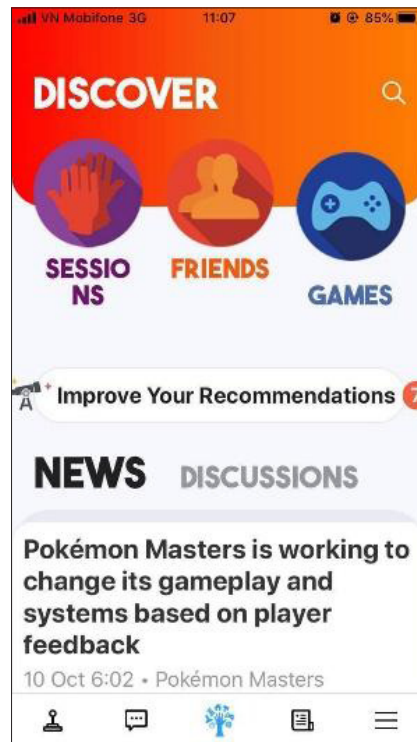 VN Mobifone 3G 11:07 85%
DISCOVER
SESSIO
NS
FRIENDS
GAMES
Improve Your Recommendations 7
NEWS DISCUSSIONS
Pokémon Masters is working to
change its gameplay and
systems based on player
feedback
10 Oct 6:02 • Pokémon Masters